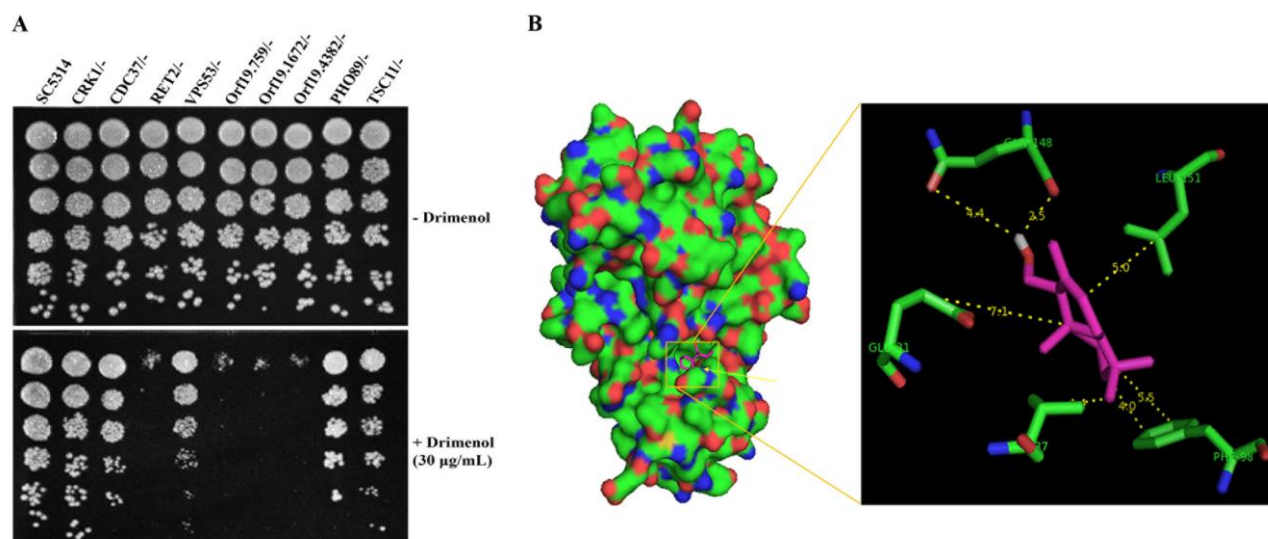 A
B
SC5314
CRK1/-
CDC37/-
RET2/-
VPS53/-
Orf19.759/-
Orf19.1672/-
Orf19.4382/-
PHO89/-
TSC11/-
- Drimenol
+ Drimenol
(30 µg/mL)
148
4.4
2.5
5.0
7.1
4.0
5.5